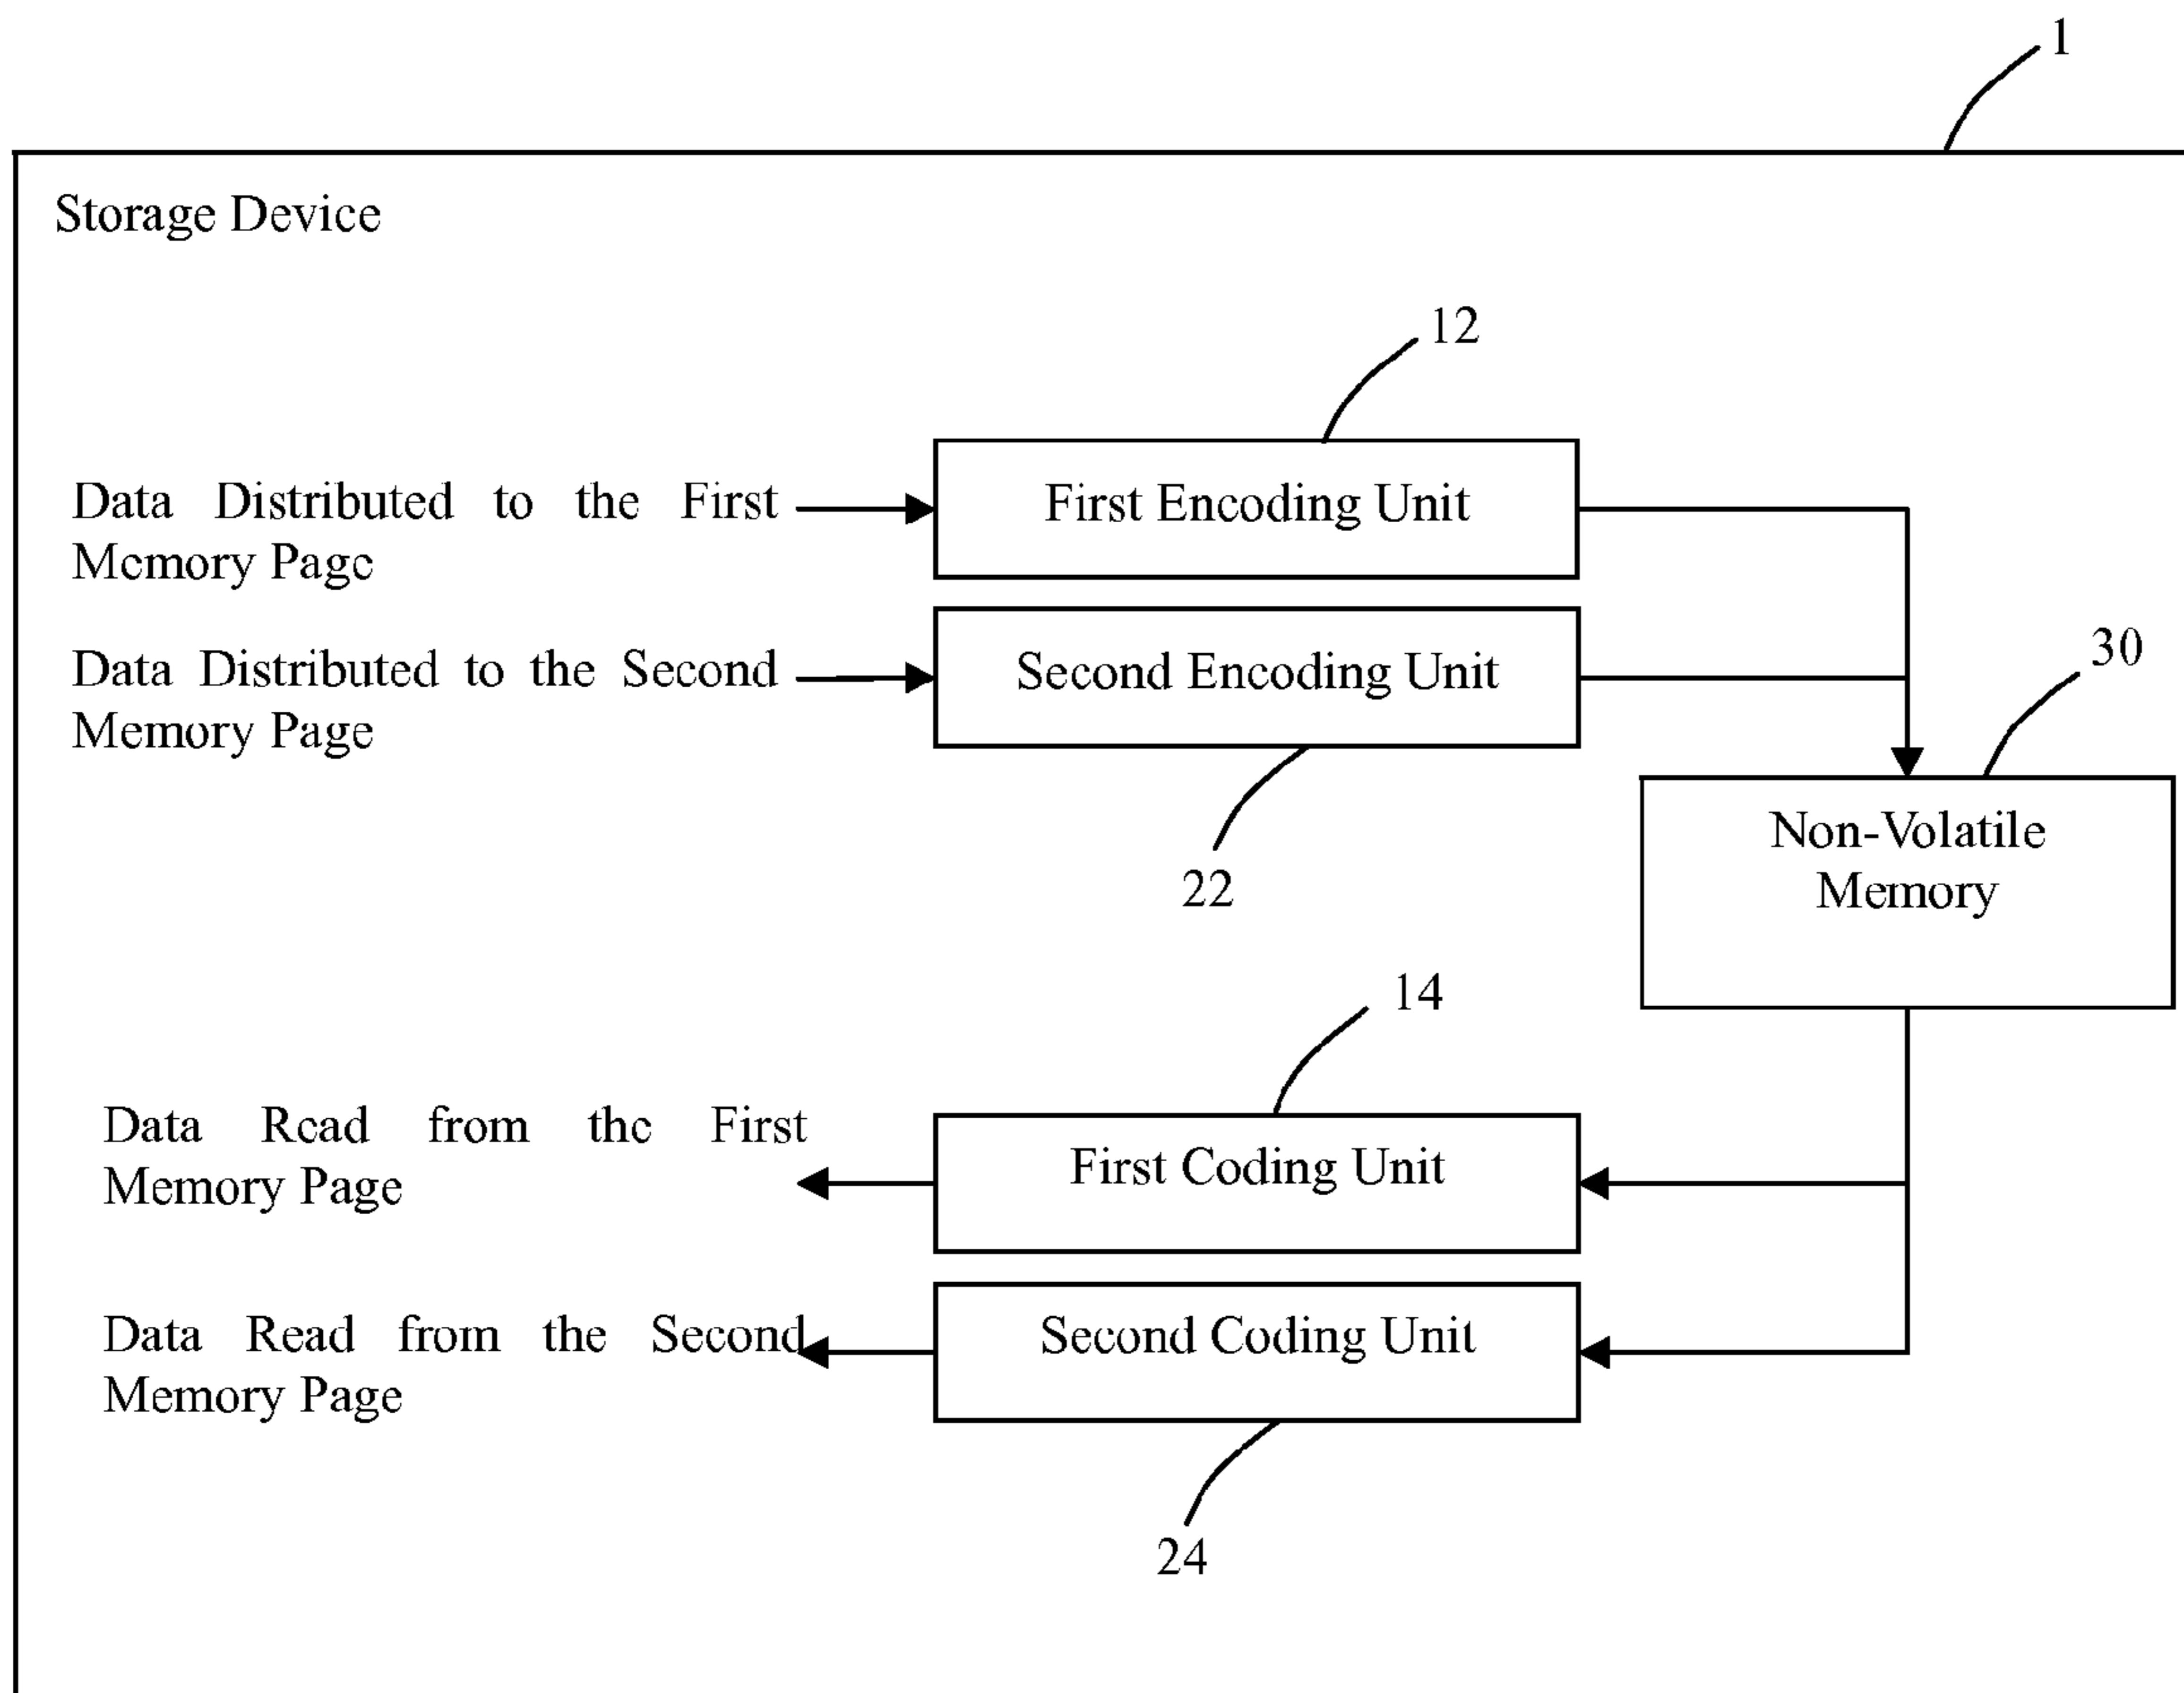 1
Storage Device
12
Data Distributed to the First
Memory Page
First Encoding Unit
Data Distributed to the Second
Memory Page
Second Encoding Unit
30
22
Non-Volatile
Memory
14
Data Read from the First
Memory Page
First Coding Unit
Data Read from the Second
Memory Page
Second Coding Unit
24